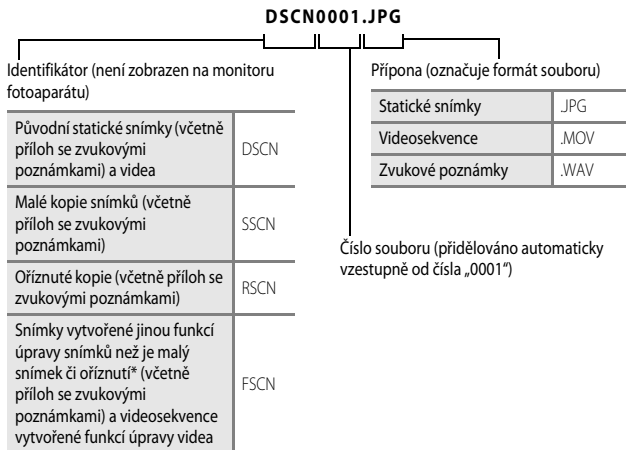 DSCN0001.JPG
Identifikátor (není zobrazen na monitoru
fotoaparátu)
Původní statické snímky (včetně
příloh se zvukovými
poznámkami) a videa
DSCN
Malé kopie snímků (včetně
příloh se zvukovými
poznámkami)
SSCN
Oříznuté kopie (včetně příloh se
zvukovými poznámkami)
RSCN
Snímky vytvořené jinou funkcí
úpravy snímků než je malý
snímek či oříznutí* (včetně
příloh se zvukovými
poznámkami) a videosekvence
vytvořené funkcí úpravy videa
FSCN
Přípona (označuje formát souboru)
Statické snímky .JPG
Videosekvence .MOV
Zvukové poznámky .WAV
Číslo souboru (přidělováno automaticky
vzestupně od čísla „0001“)